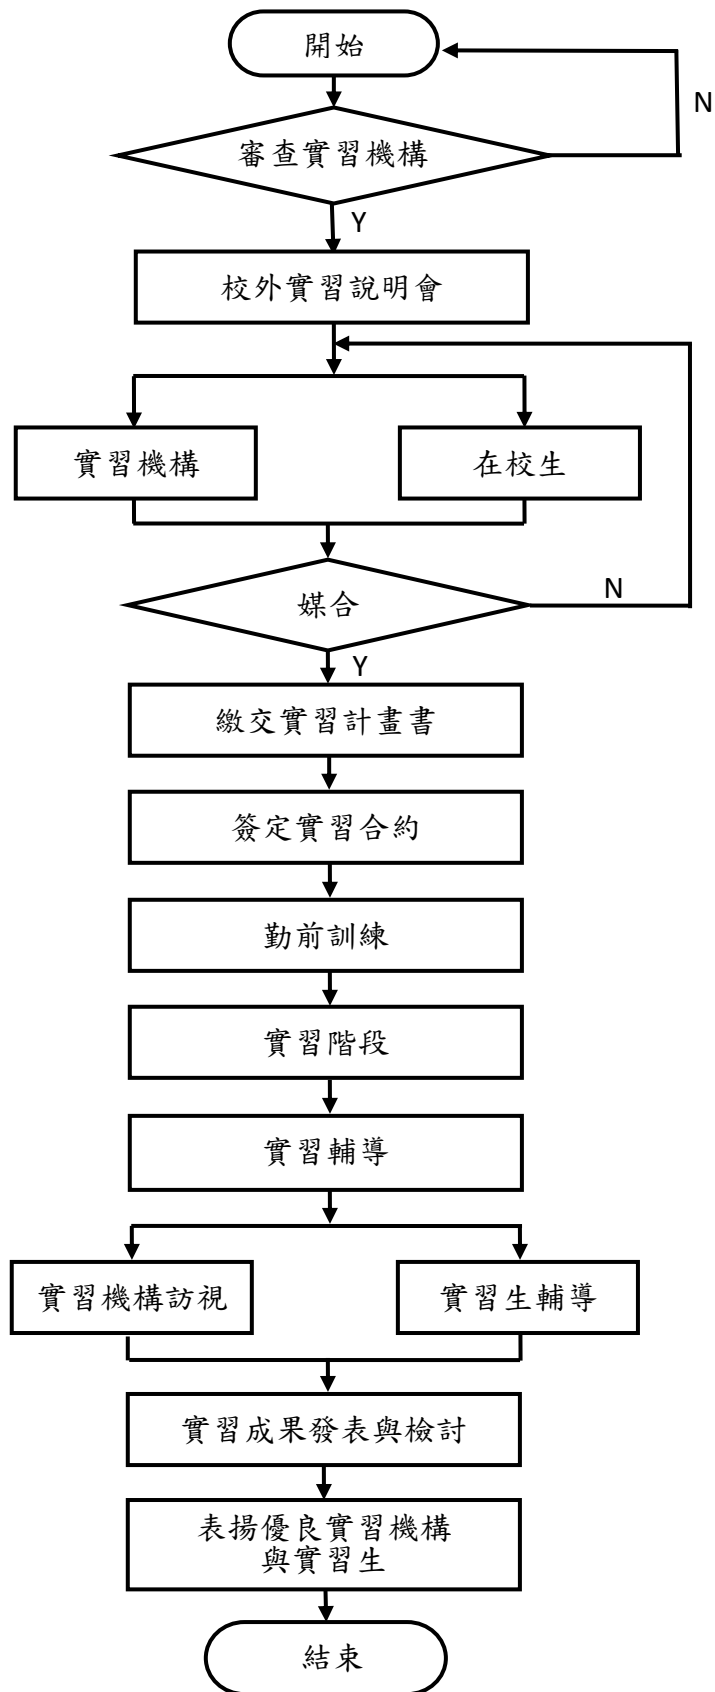 開始
N
審查實習機構
Y
校外實習說明會
實習機構
在校生
媒合
N
Y
繳交實習計畫書
簽定實習合約
勤前訓練
實習階段
實習輔導
實習機構訪視
實習生輔導
實習成果發表與檢討
表揚優良實習機構
與實習生
結束